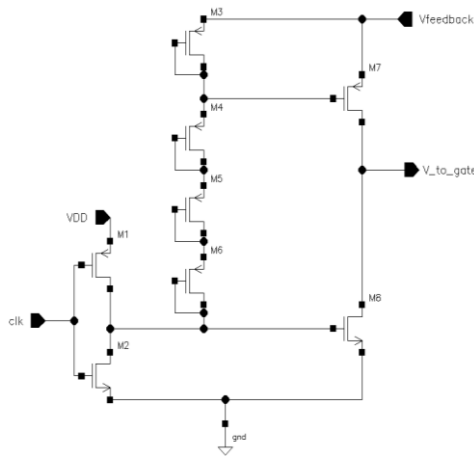 M3
Vfeedback
M7
M4
V_to_gate
M5
VDD
M1
M6
M8
clk
M2
gnd